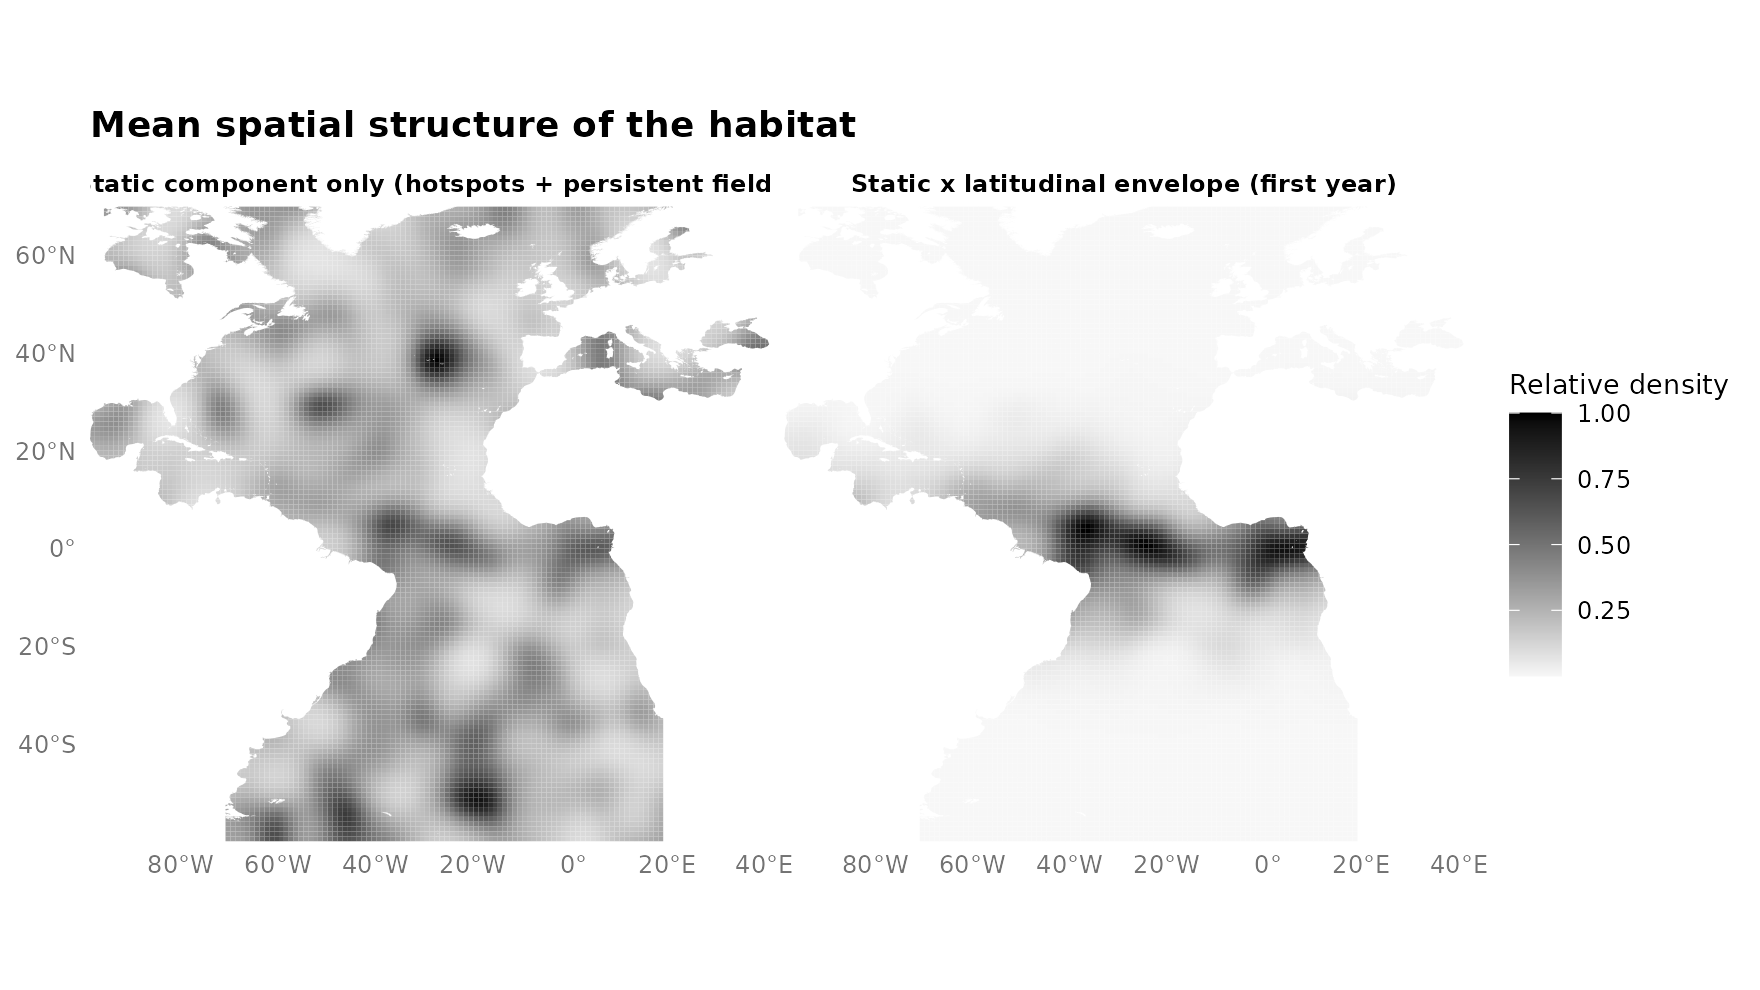 Mean spatial structure of the habitat
tatic component only (hotspots + persistent field
Static x latitudinal envelope (first year)
60°N
40°N
20°N
0°
20°S
40°S
80°W 60°W 40°W 20°W 0° 20°E 40°E
80°W 60°W 40°W 20°W 0° 20°E 40°E
Relative density
1.00
0.75
0.50
0.25